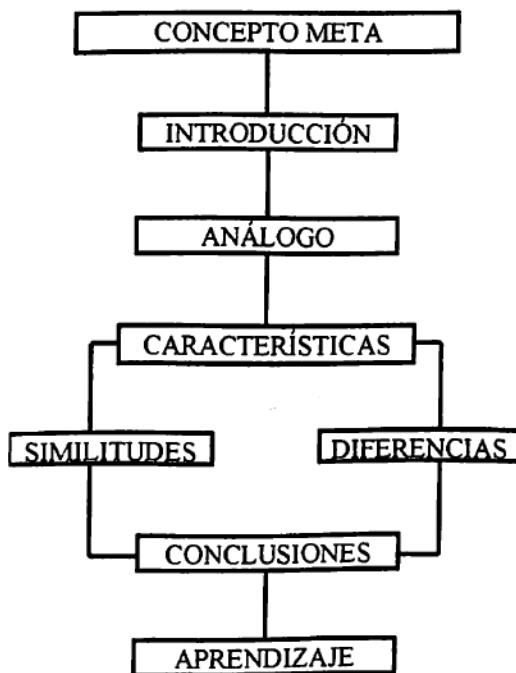 CONCEPTO META
INTRODUCCIÓN
ANÁLOGO
CARACTERÍSTICAS
SIMILITUDES
DIFERENCIAS
CONCLUSIONES
APRENDIZAJE